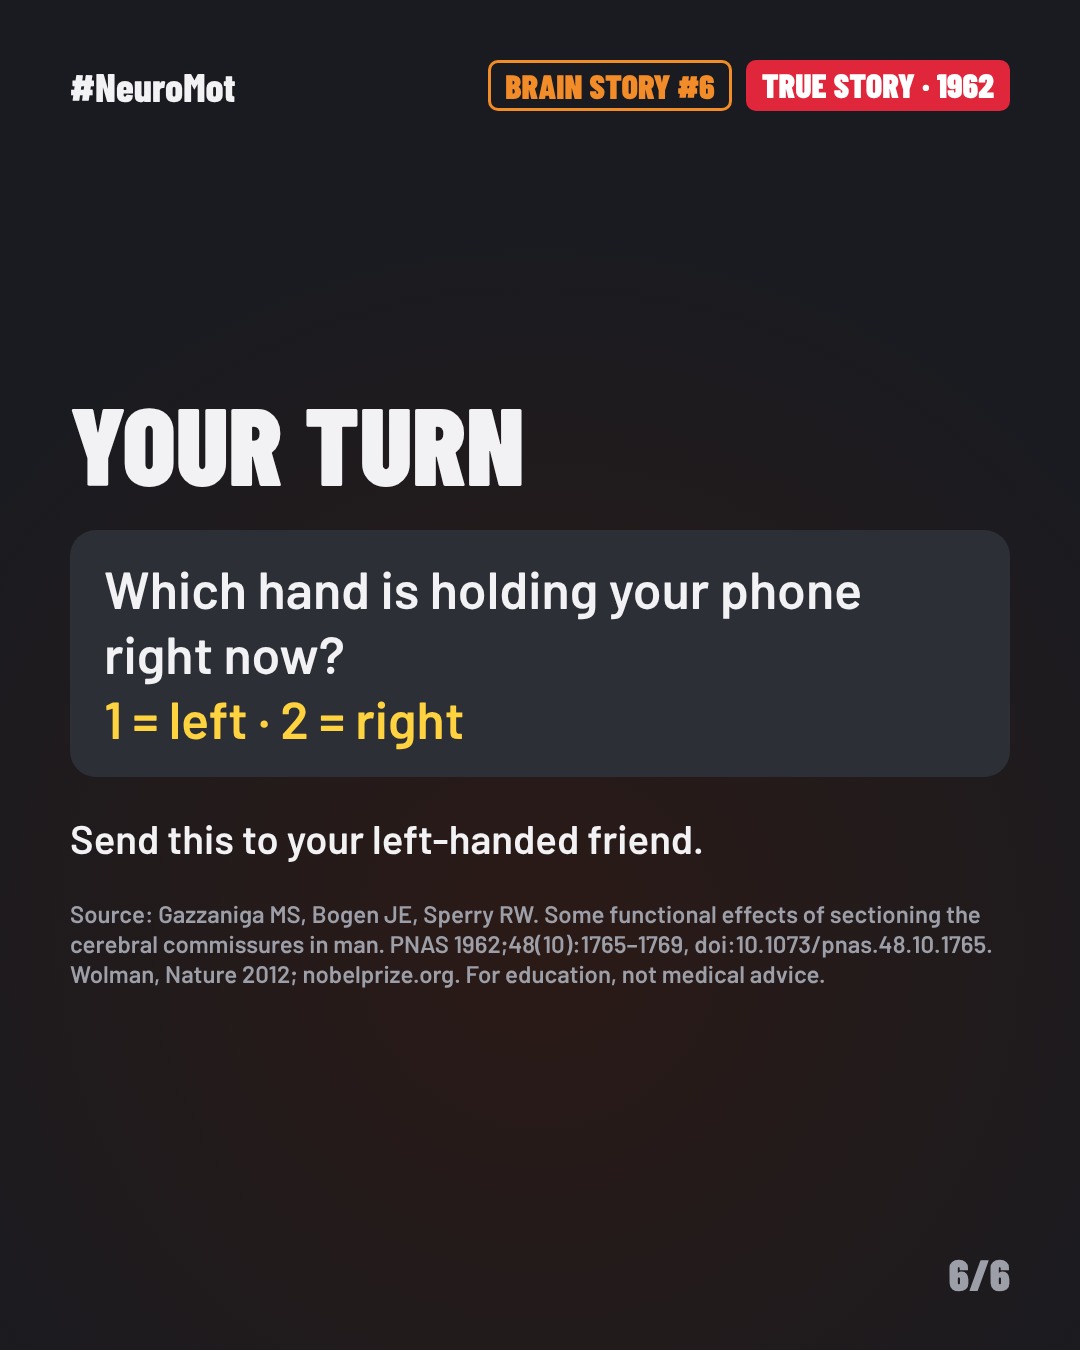 #NeuroMot
BRAIN STORY #6
TRUE STORY · 1962
YOUR TURN
Which hand is holding your phone
right now?
1 = left · 2 = right
Send this to your left-handed friend.
Source: Gazzaniga MS, Bogen JE, Sperry RW. Some functional effects of sectioning the
cerebral commissures in man. PNAS 1962;48(10):1765–1769, doi:10.1073/pnas.48.10.1765.
Wolman, Nature 2012; nobelprize.org. For education, not medical advice.
6/6